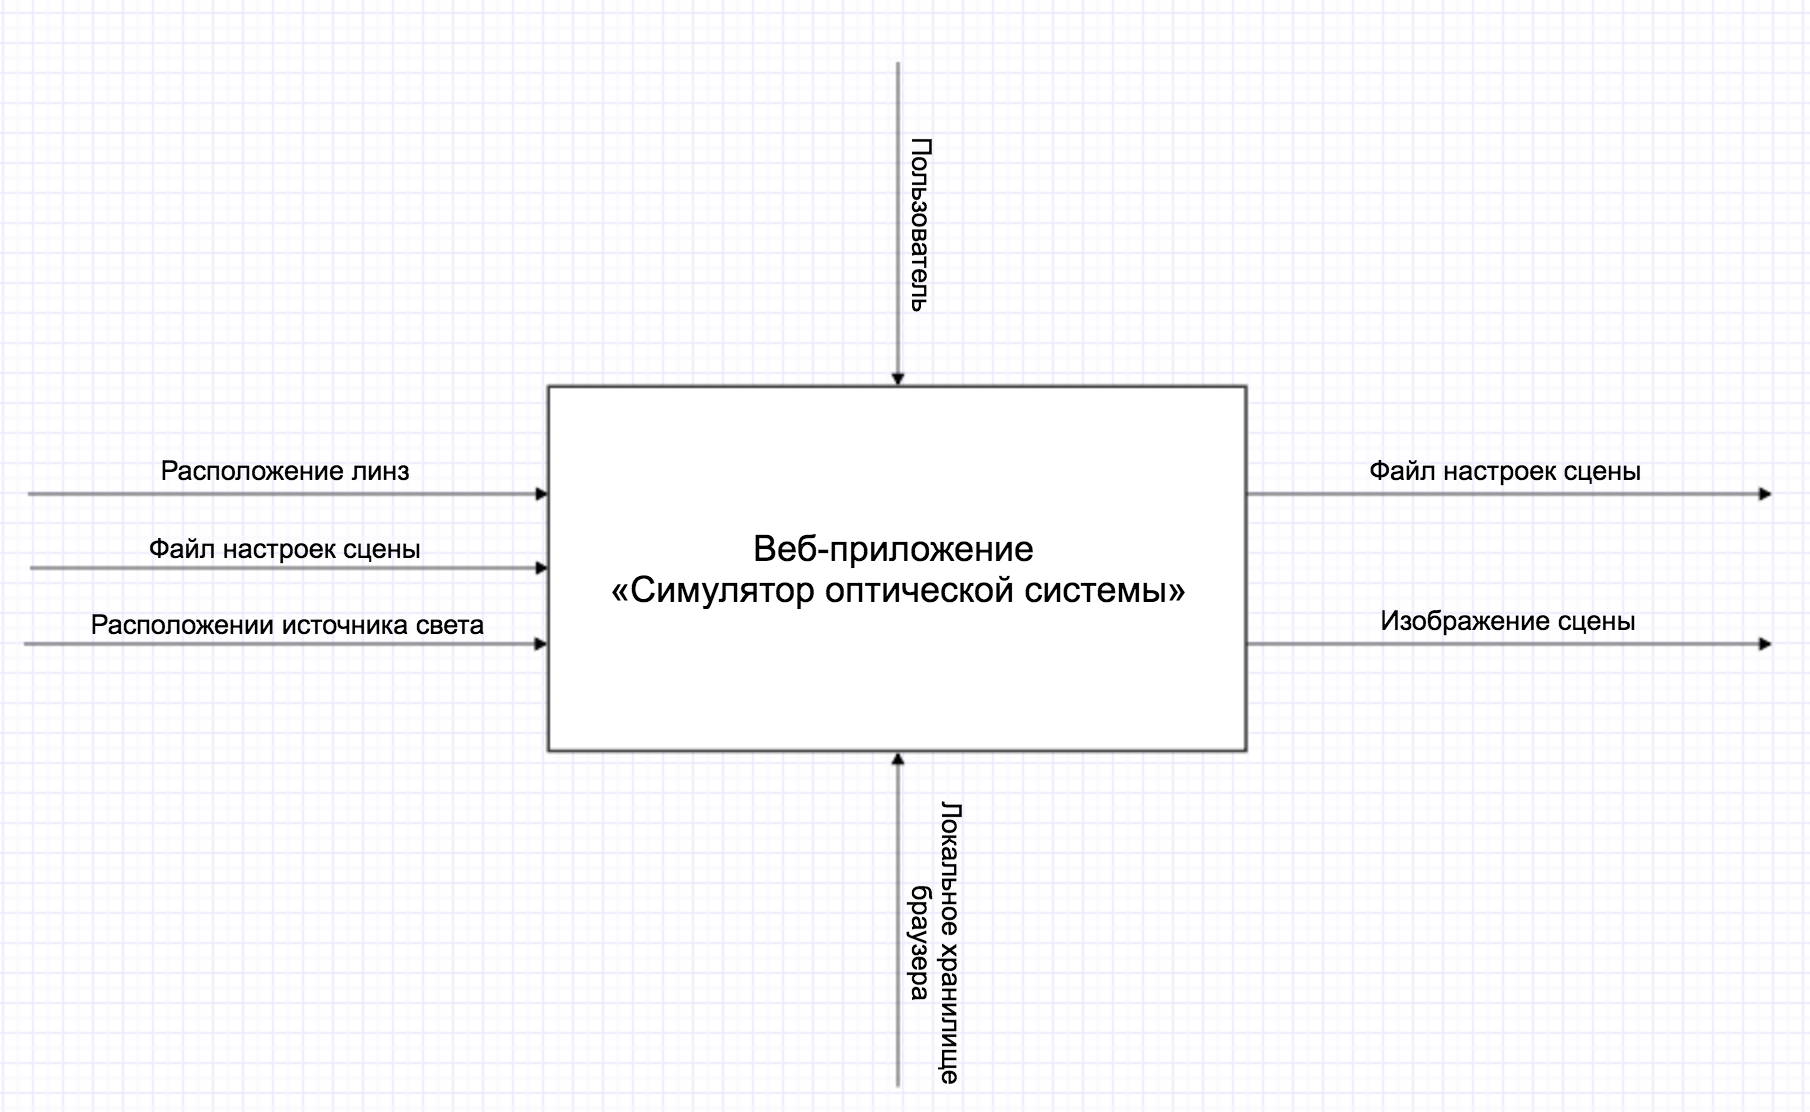 Пользователь
Расположение линз
Файл настроек сцены
Расположении источника света
Веб-приложение
«Симулятор оптической системы»
Файл настроек сцены
Изображение сцены
Локальное хранилище
браузера